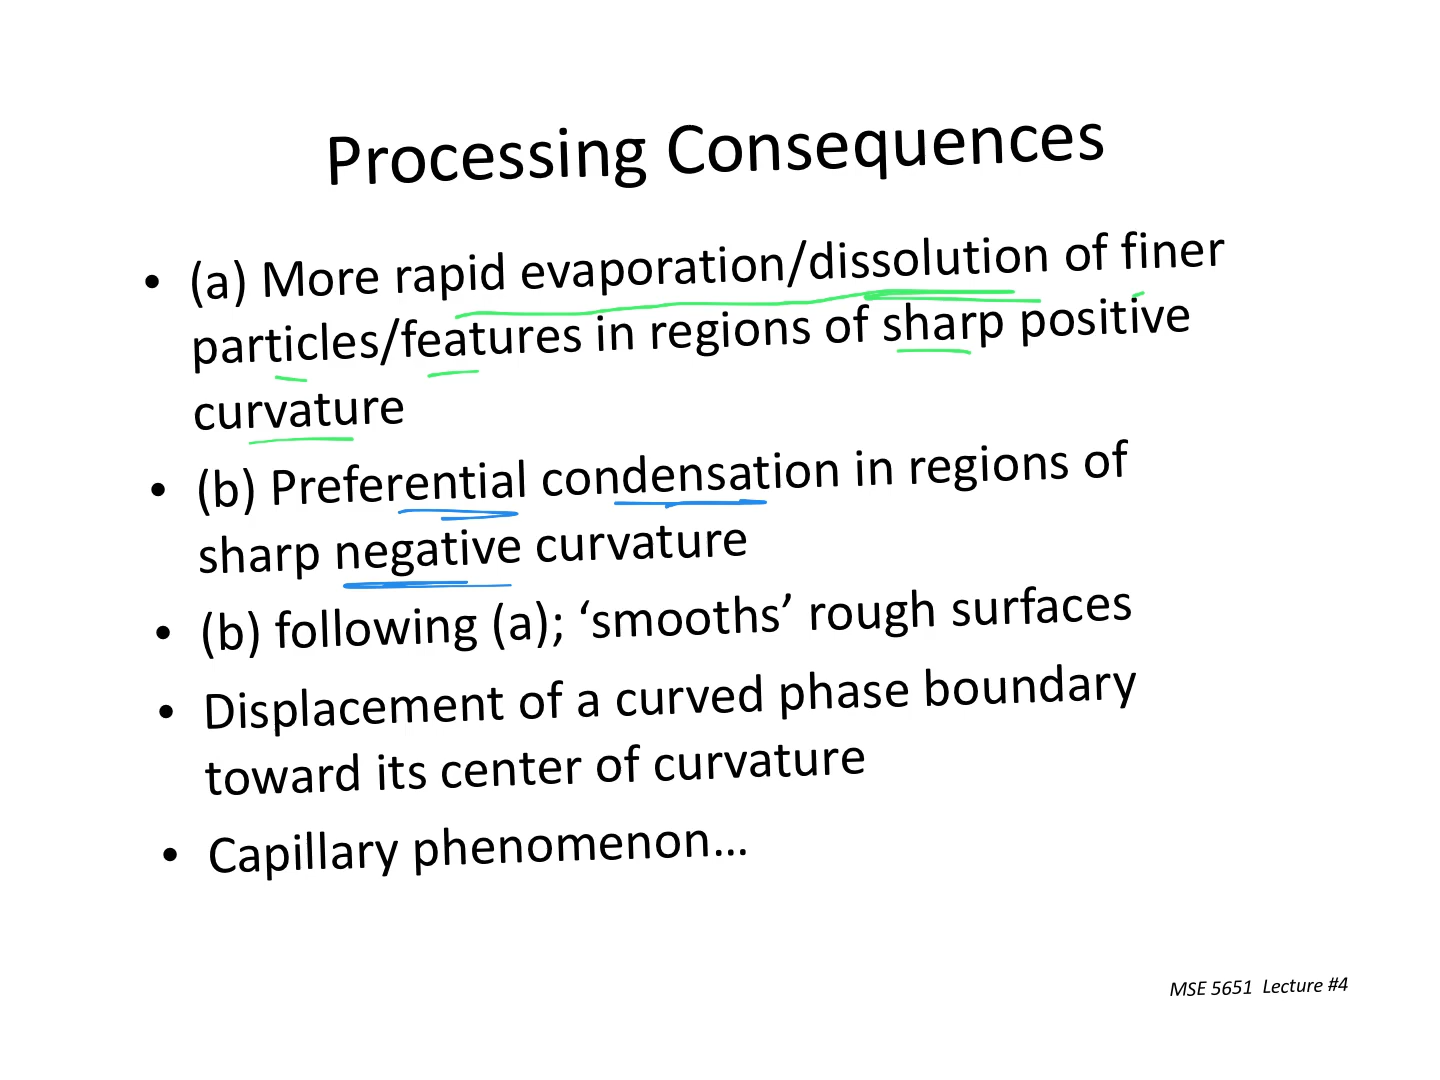 Processing Consequences
• (a) More rapid evaporation/dissolution of finer
particles/features in regions of sharp positive
curvature
• (b) Preferential condensation in regions of
sharp negative curvature
• (b) following (a); ‘smooths’ rough surfaces
• Displacement of a curved phase boundary
toward its center of curvature
• Capillary phenomenon…
MSE 5651 Lecture #4